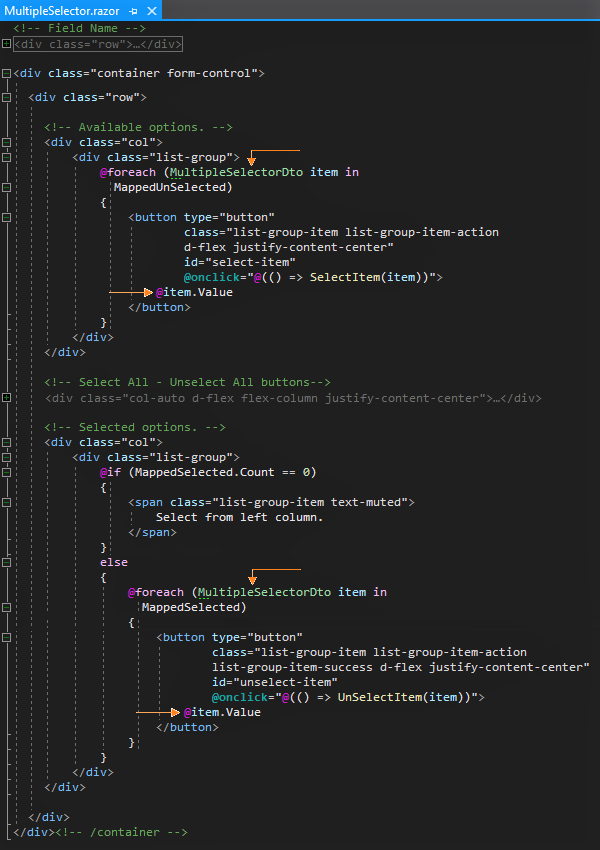 MultipleSelector.razor
<!-- Field Name -->
<div class="row">…</div>
<div class="container form-control">
<div class="row">
<!-- Available options. -->
<div class="col">
<div class="list-group">
@foreach (MultipleSelectorDto item in
MappedUnSelected)
{
<button type="button"
class="list-group-item list-group-item-action
d-flex justify-content-center"
id="select-item"
@onclick="@(() => SelectItem(item))">
@item.Value
</button>
}
</div>
</div>
<!-- Select All - Unselect All buttons-->
<div class="col-auto d-flex flex-column justify-content-center">…</div>
<!-- Selected options. -->
<div class="col">
<div class="list-group">
@if (MappedSelected.Count == 0)
{
<span class="list-group-item text-muted">
Select from left column.
</span>
}
else
{
@foreach (MultipleSelectorDto item in
MappedSelected)
{
<button type="button"
class="list-group-item list-group-item-action
list-group-item-success d-flex justify-content-center"
id="unselect-item"
@onclick="@(() => UnSelectItem(item))">
@item.Value
</button>
}
}
</div>
</div>
</div>
</div><!-- /container -->